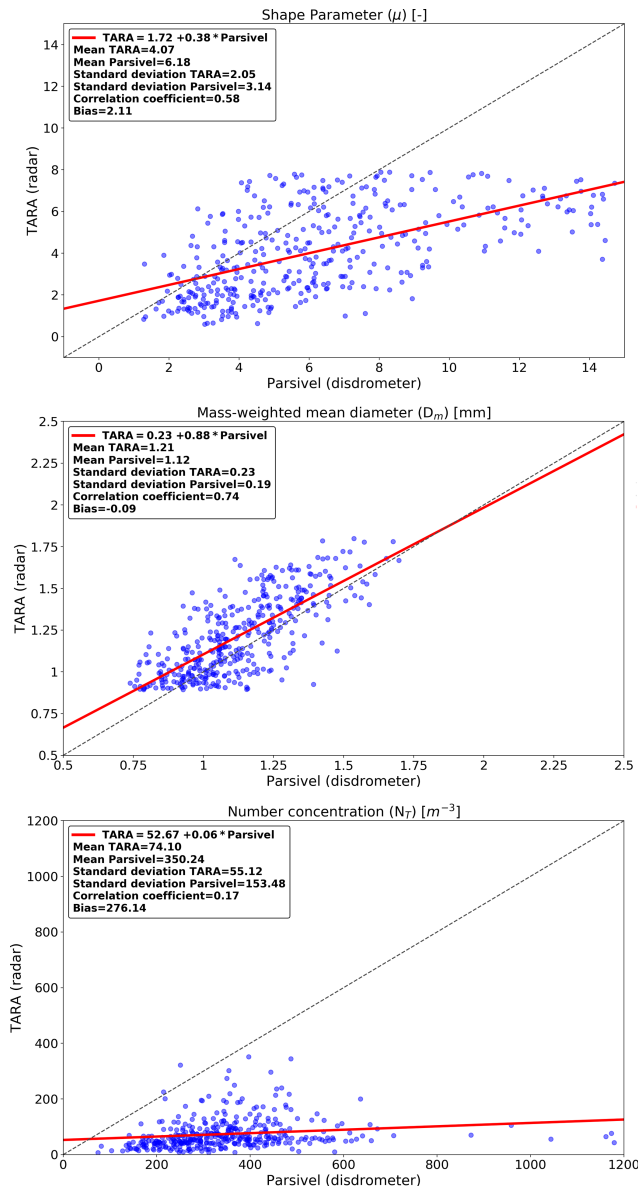 Shape Parameter (μ) [-]
TARA = 1.72 +0.38 * Parsivel
Mean TARA=4.07
Mean Parsivel=6.18
Standard deviation TARA=2.05
Standard deviation Parsivel=3.14
Correlation coefficient=0.58
Bias=2.11
TARA (radar)
14
12
10
8
6
4
2
0
0 2 4 6 8 10 12 14
Parsivel (disdrometer)
Mass-weighted mean diameter (Dₘ) [mm]
TARA = 0.23 +0.88 * Parsivel
Mean TARA=1.21
Mean Parsivel=1.12
Standard deviation TARA=0.23
Standard deviation Parsivel=0.19
Correlation coefficient=0.74
Bias=-0.09
TARA (radar)
2.5
2.25
2
1.75
1.5
1.25
1
0.75
0.5
0.5 0.75 1 1.25 1.5 1.75 2 2.25 2.5
Parsivel (disdrometer)
Number concentration (N_T) [m⁻³]
TARA = 52.67 +0.06 * Parsivel
Mean TARA=74.10
Mean Parsivel=350.24
Standard deviation TARA=55.12
Standard deviation Parsivel=153.48
Correlation coefficient=0.17
Bias=276.14
TARA (radar)
1200
1000
800
600
400
200
0
0 200 400 600 800 1000 1200
Parsivel (disdrometer)